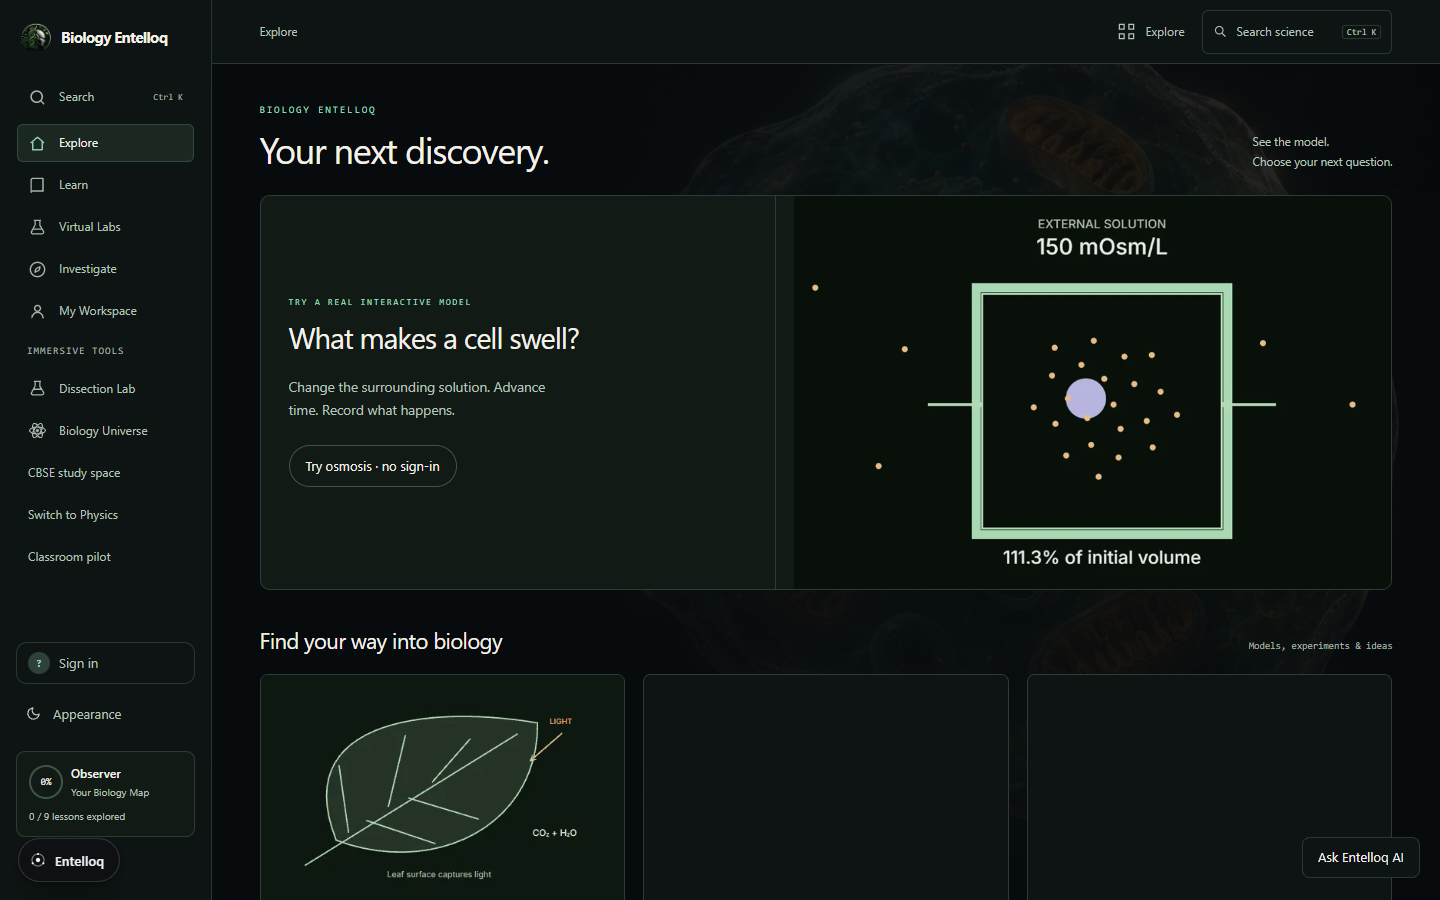 Biology Entelloq
Search
Ctrl K
Explore
Learn
Virtual Labs
Investigate
My Workspace
IMMERSIVE TOOLS
Dissection Lab
Biology Universe
CBSE study space
Switch to Physics
Classroom pilot
? Sign in
Appearance
0%
Observer
Your Biology Map
0 / 9 lessons explored
Entelloq
Explore
Explore
Search science
Ctrl K
BIOLOGY ENTELLOQ
Your next discovery.
See the model.
Choose your next question.
TRY A REAL INTERACTIVE MODEL
What makes a cell swell?
Change the surrounding solution. Advance
time. Record what happens.
Try osmosis · no sign-in
EXTERNAL SOLUTION
150 mOsm/L
111.3% of initial volume
Find your way into biology
Models, experiments & ideas
LIGHT
CO₂ + H₂O
Leaf surface captures light
Ask Entelloq AI